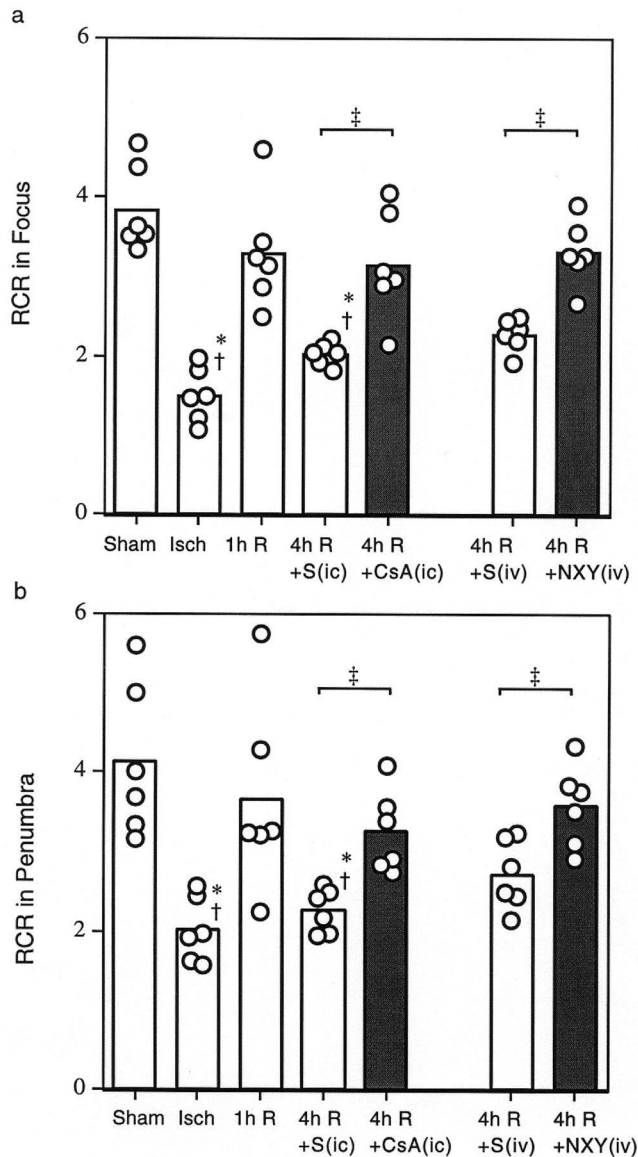 a
6
4
2
0
RCR in Focus
‡ ‡
*
†
*
†
Sham Isch 1h R 4h R 4h R 4h R 4h R
+S(ic) +CsA(ic) +S(iv) +NXY(iv)
b
6
4
2
0
RCR in Penumbra
‡ ‡
*
†
*
†
Sham Isch 1h R 4h R 4h R 4h R 4h R
+S(ic) +CsA(ic) +S(iv) +NXY(iv)